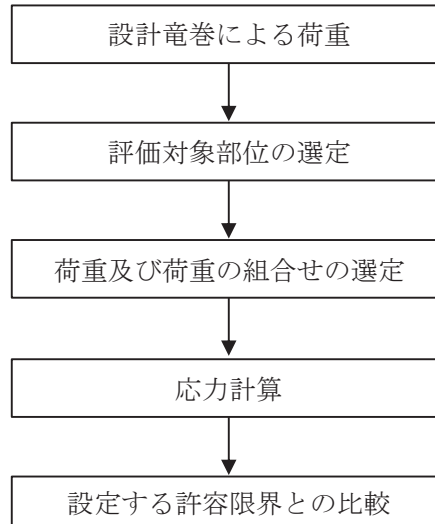 設計竜巻による荷重
評価対象部位の選定
荷重及び荷重の組合せの選定
応力計算
設定する許容限界との比較